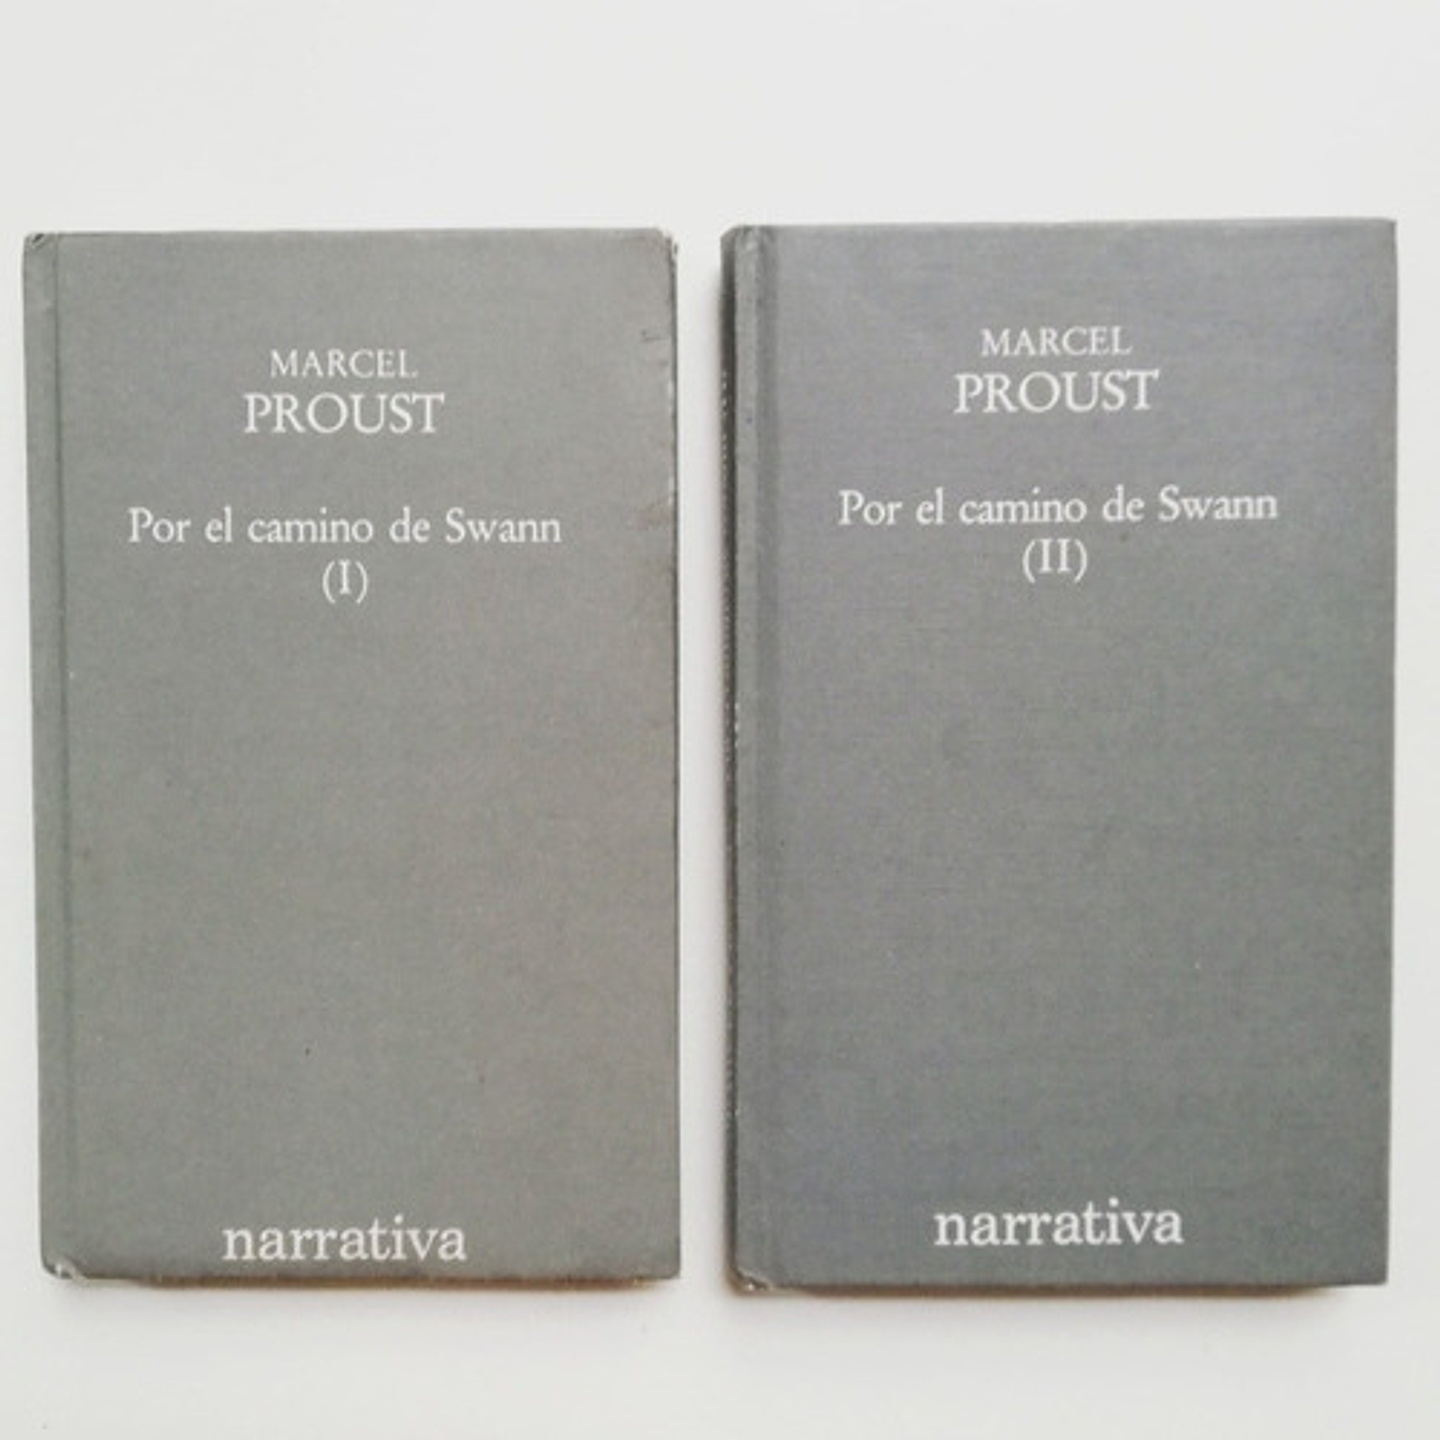 MARCEL
PROUST
Por el camino de Swann
(I)
narrativa
MARCEL
PROUST
Por el camino de Swann
(II)
narrativa